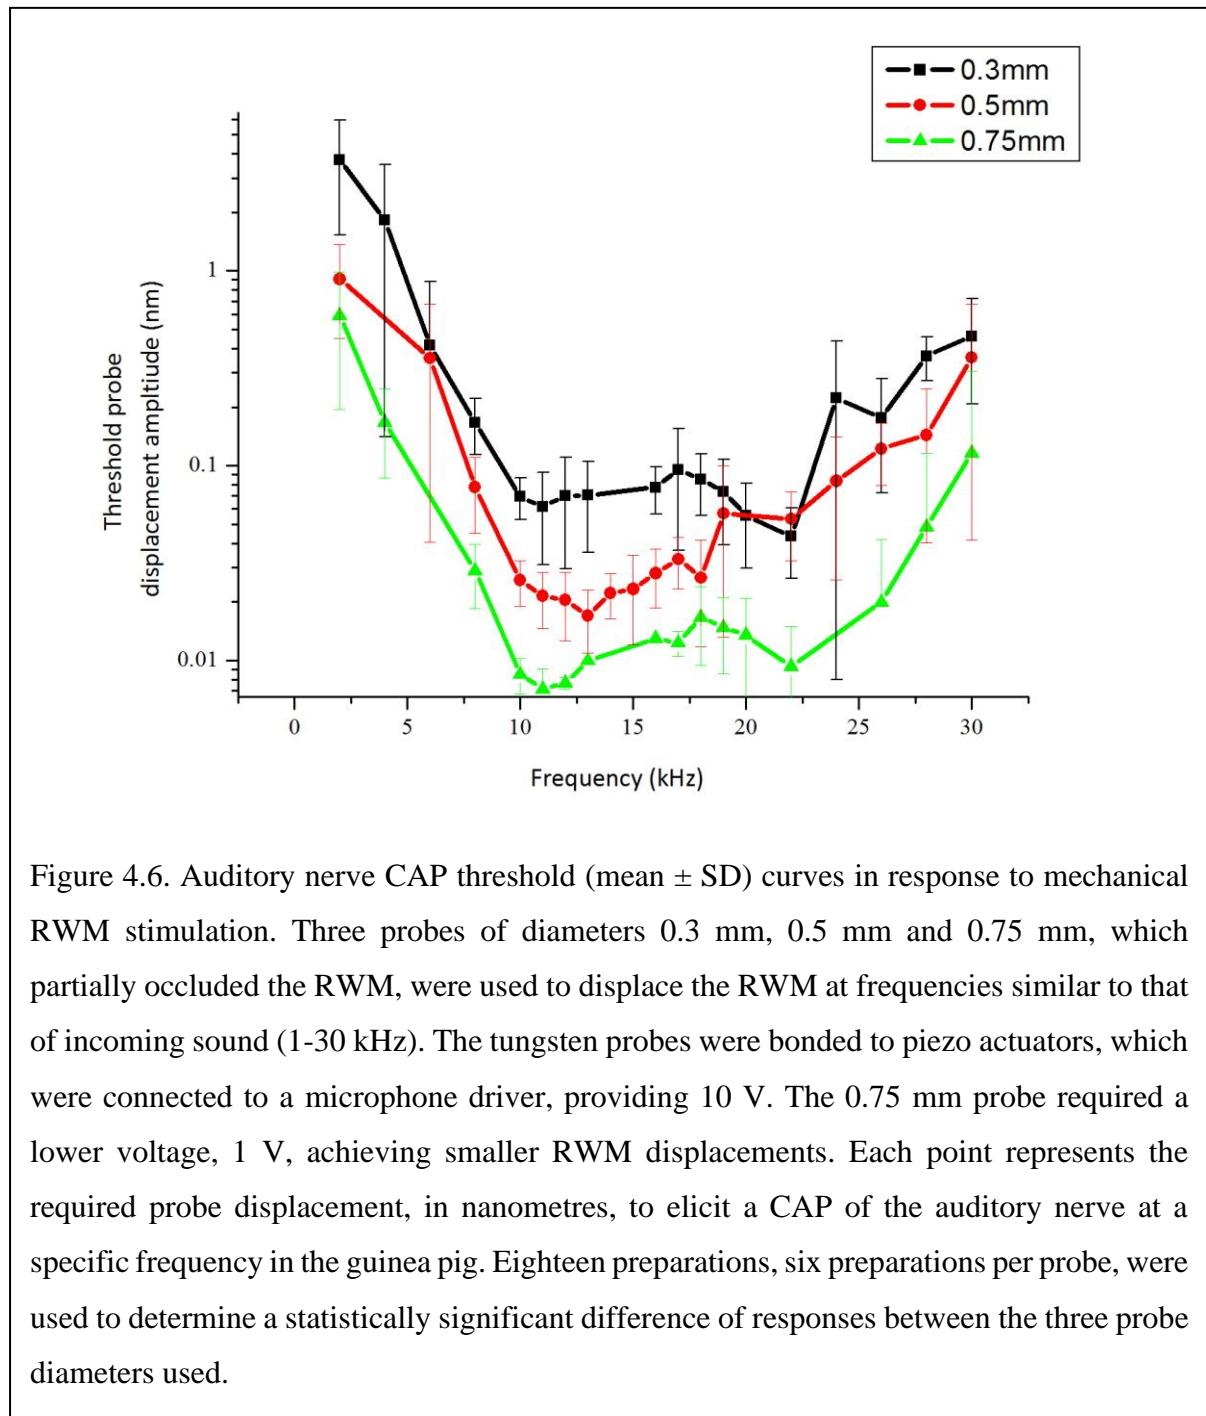 0.3mm
0.5mm
0.75mm
1
0.1
0.01
Threshold probe
displacement ampltiude (nm)
0 5 10 15 20 25 30
Frequency (kHz)
Figure 4.6. Auditory nerve CAP threshold (mean ± SD) curves in response to mechanical
RWM stimulation. Three probes of diameters 0.3 mm, 0.5 mm and 0.75 mm, which
partially occluded the RWM, were used to displace the RWM at frequencies similar to that
of incoming sound (1-30 kHz). The tungsten probes were bonded to piezo actuators, which
were connected to a microphone driver, providing 10 V. The 0.75 mm probe required a
lower voltage, 1 V, achieving smaller RWM displacements. Each point represents the
required probe displacement, in nanometres, to elicit a CAP of the auditory nerve at a
specific frequency in the guinea pig. Eighteen preparations, six preparations per probe, were
used to determine a statistically significant difference of responses between the three probe
diameters used.